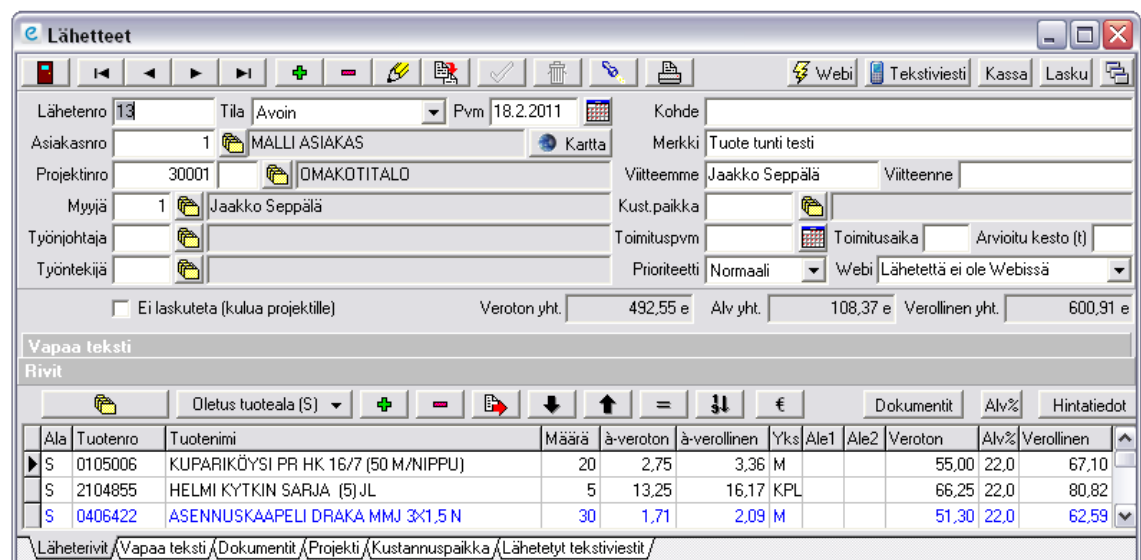 Lähetteet
Webi Tekstiviesti Kassa Lasku
Lähetenro 13 Tila Avoin Pvm 18.2.2011 Kohde
Asiakasnro 1 MALLI ASIAKAS Kartta Merkki Tuote tunti testi
Projektinro 30001 OMAKOTITALO Viitteemme Jaakko Seppälä Viitteenne
Myyjä 1 Jaakko Seppälä Kust.paikka
Työnjohtaja Toimituspvm Toimitusaika Arvioitu kesto (t)
Työntekijä Prioriteetti Normaali Webi Lähetettä ei ole Webissä
Ei laskuteta (kulua projektille) Veroton yht. 492,55 e Alv yht. 108,37 e Verollinen yht. 600,91 e
Vapaa teksti
Rivit
Oletus tuoteala (S) = € Dokumentit Alv% Hintatiedot
Ala Tuotenro Tuotenimi Määrä à-veroton à-verollinen Yks Ale1 Ale2 Veroton Alv% Verollinen
S 0105006 KUPARIKÖYSI PR HK 16/7 (50 M/NIPPU) 20 2,75 3,36 M 55,00 22,0 67,10
S 2104855 HELMI KYTKIN SARJA (5) JL 5 13,25 16,17 KPL 66,25 22,0 80,82
S 0406422 ASENNUSKAAPELI DRAKA MMJ 3X1,5 N 30 1,71 2,09 M 51,30 22,0 62,59
Läheterivit Vapaa teksti Dokumentit Projekti Kustannuspaikka Lähetetyt tekstiviestit